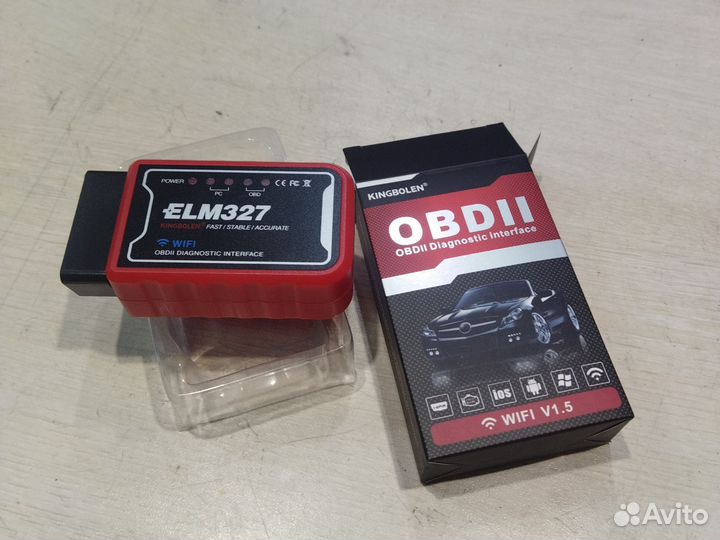 POWER
PC
OBD
CE FC
ELM327
KINGBOLEN® FAST / STABLE / ACCURATE
WIFI
OBDII DIAGNOSTIC INTERFACE
KINGBOLEN®
OBDII
OBDII Diagnostic Interface
ios
WIFI V1.5
Avito